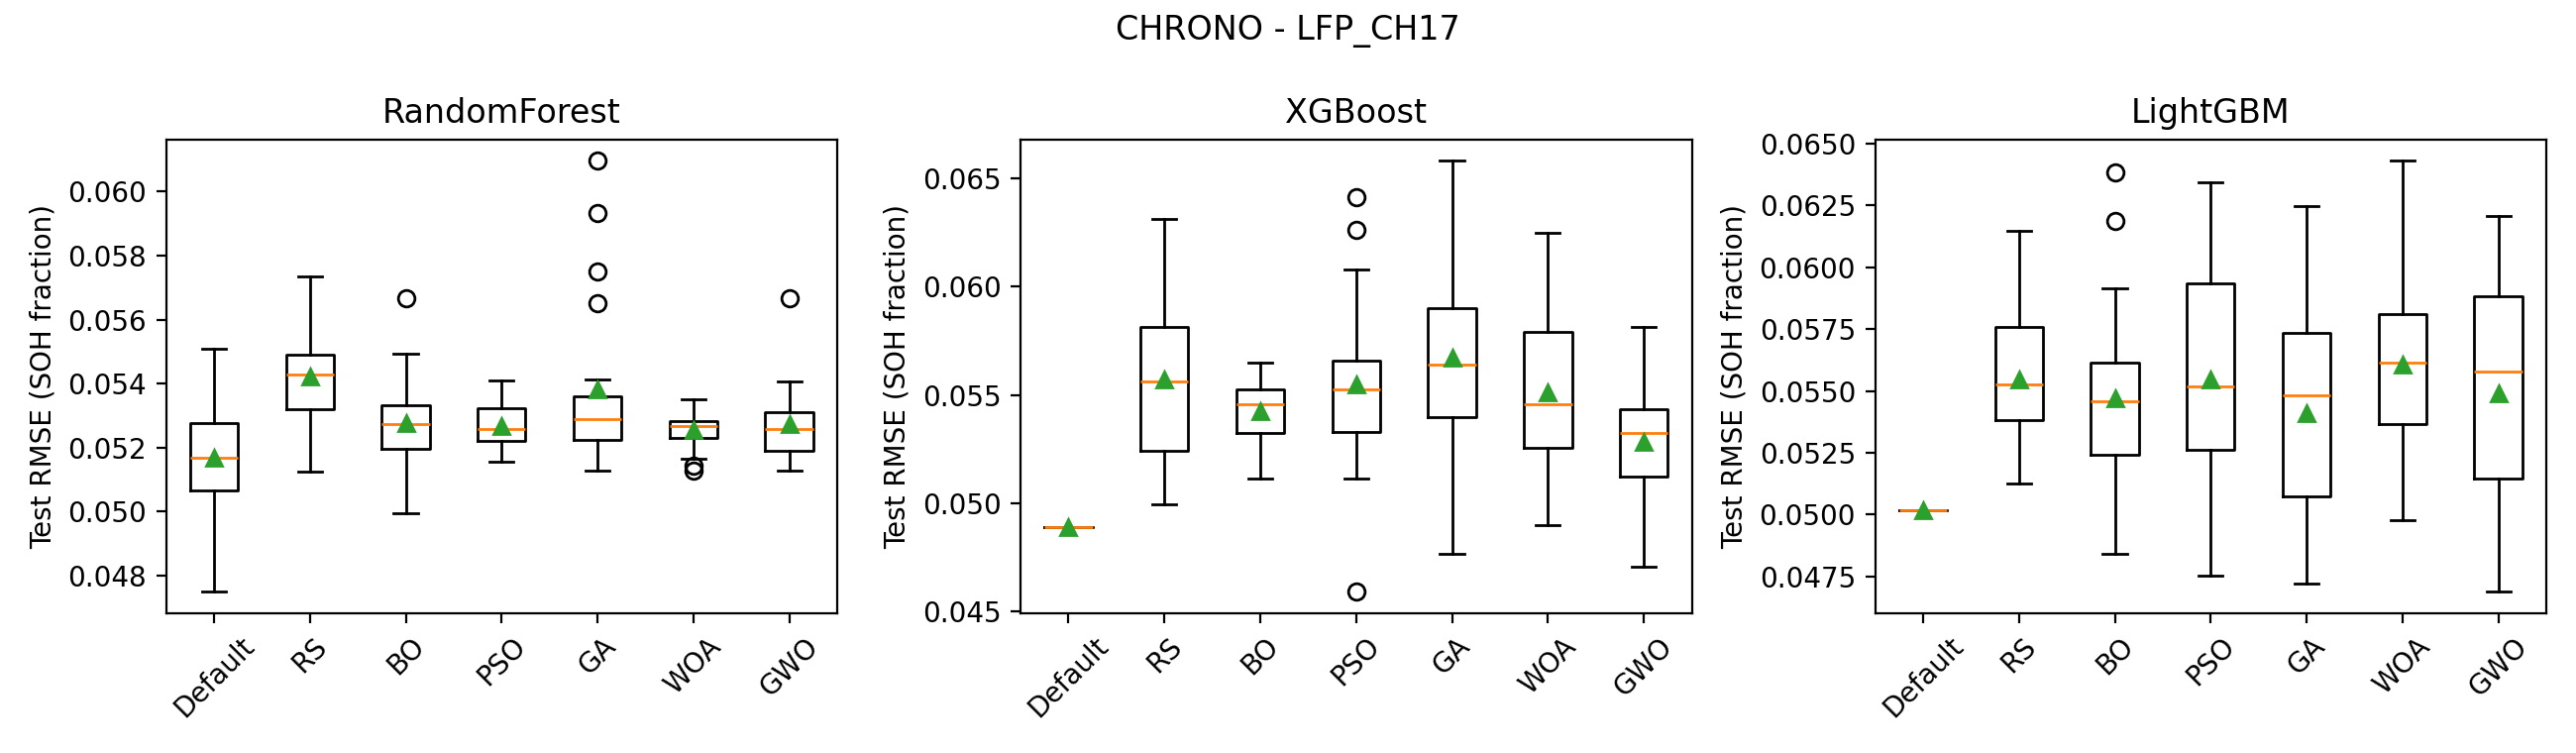 CHRONO - LFP_CH17
RandomForest
Test RMSE (SOH fraction)
0.060
0.058
0.056
0.054
0.052
0.050
0.048
Default
RS
BO
PSO
GA
WOA
GWO
XGBoost
Test RMSE (SOH fraction)
0.065
0.060
0.055
0.050
0.045
Default
RS
BO
PSO
GA
WOA
GWO
LightGBM
Test RMSE (SOH fraction)
0.0650
0.0625
0.0600
0.0575
0.0550
0.0525
0.0500
0.0475
Default
RS
BO
PSO
GA
WOA
GWO